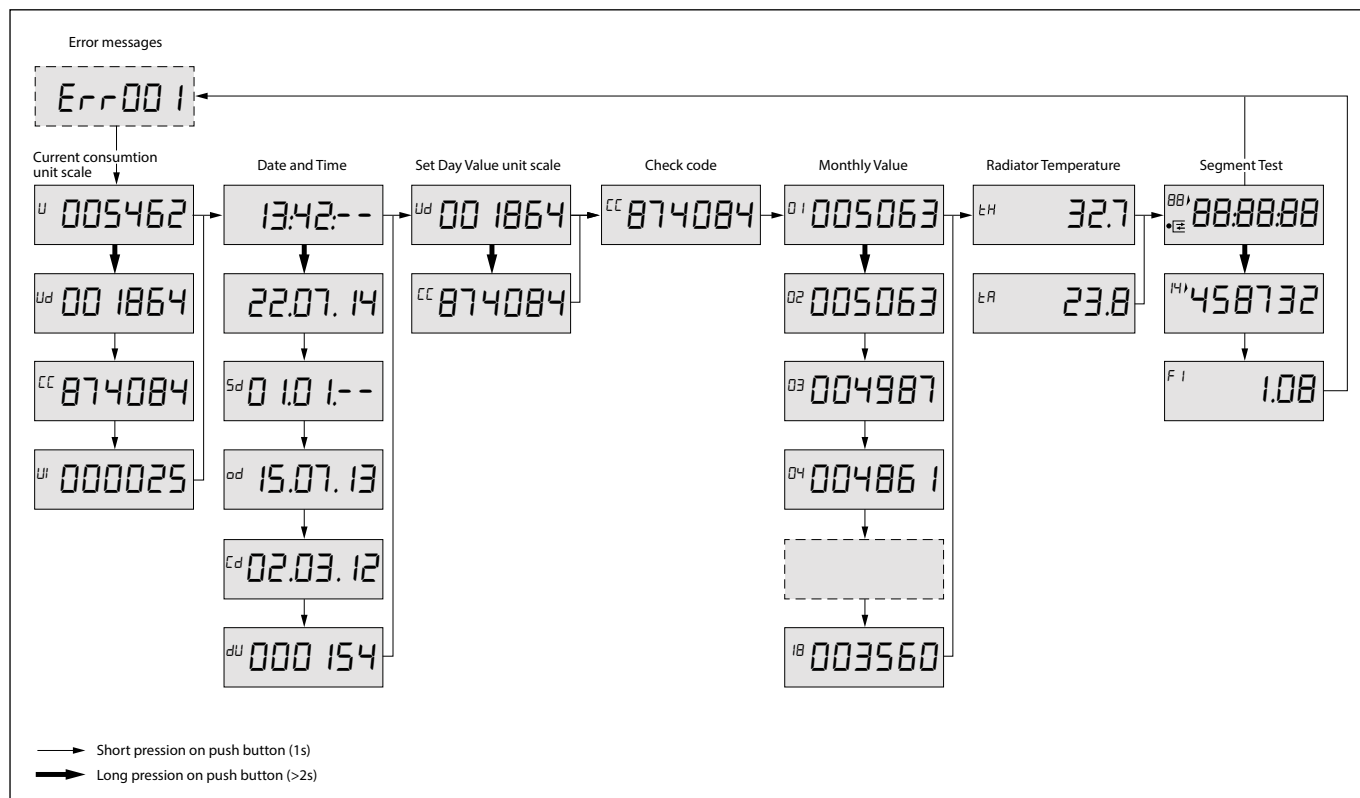 Error messages
Err001
Current consumtion
unit scale
Date and Time
Set Day Value unit scale
Check code
Monthly Value
Radiator Temperature
Segment Test
U 005462
13:42:--
Ud 001864
CC 874084
01 005063
tH 32.7
88 88:88:88
Ud 001864
22.07.14
CC 874084
02 005063
tA 23.8
14 458732
CC 874084
Sd 01.01.--
03 004987
F1 1.08
U1 000025
od 15.07.13
04 004861
Cd 02.03.12
dU 000154
18 003560
Short pression on push button (1s)
Long pression on push button (>2s)